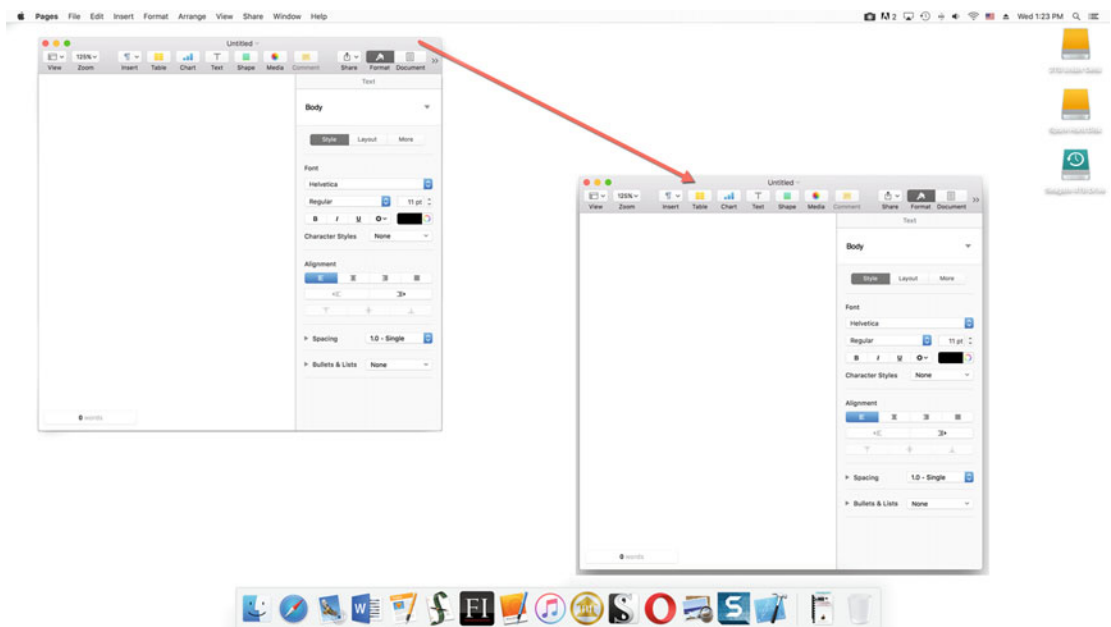 Pages File Edit Insert Format Arrange View Share Window Help
2 Wed 1:23 PM
Untitled
125%
View Zoom Insert Table Chart Text Shape Media Comment Share Format Document
Text
Body
Style Layout More
Font
Helvetica
Regular 11 pt
B I U
Character Styles None
Alignment
Spacing 1.0 - Single
Bullets & Lists None
0 words
Untitled
125%
View Zoom Insert Table Chart Text Shape Media Comment Share Format Document
Text
Body
Style Layout More
Font
Helvetica
Regular 11 pt
B I U
Character Styles None
Alignment
Spacing 1.0 - Single
Bullets & Lists None
0 words
W FI S S